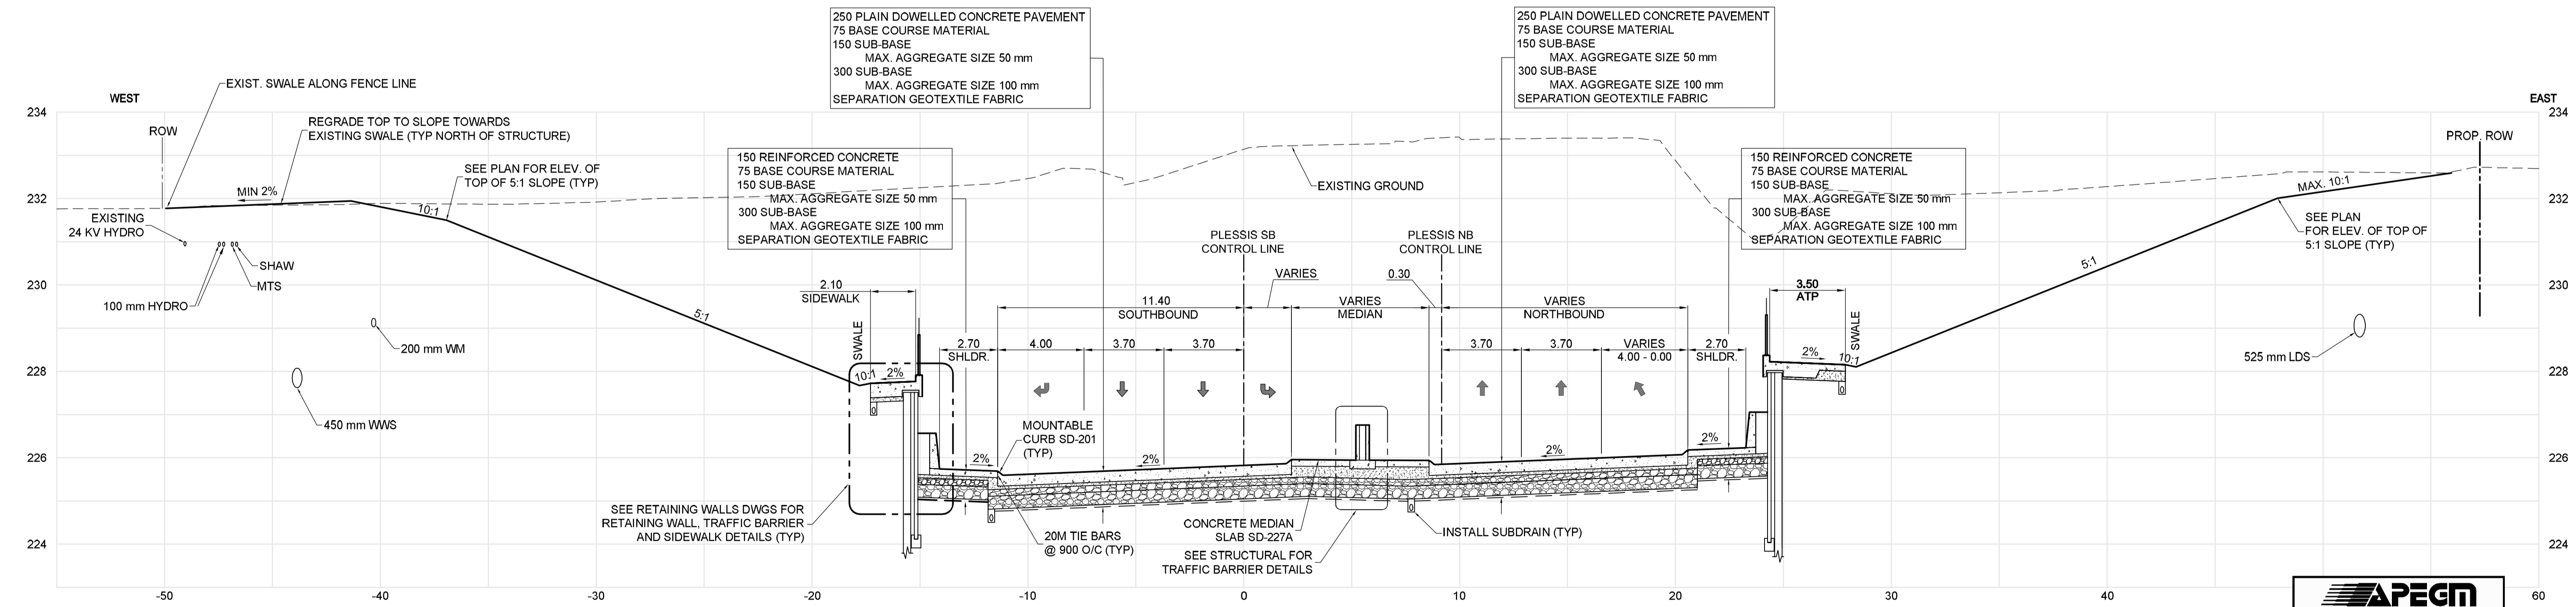 250 PLAIN DOWELLED CONCRETE PAVEMENT
75 BASE COURSE MATERIAL
150 SUB-BASE
MAX. AGGREGATE SIZE 50 mm
300 SUB-BASE
MAX. AGGREGATE SIZE 100 mm
SEPARATION GEOTEXTILE FABRIC
250 PLAIN DOWELLED CONCRETE PAVEMENT
75 BASE COURSE MATERIAL
150 SUB-BASE
MAX. AGGREGATE SIZE 50 mm
300 SUB-BASE
MAX. AGGREGATE SIZE 100 mm
SEPARATION GEOTEXTILE FABRIC
WEST
EAST
EXIST. SWALE ALONG FENCE LINE
234
234
ROW
REGRADE TOP TO SLOPE TOWARDS
EXISTING SWALE (TYP NORTH OF STRUCTURE)
PROP. ROW
SEE PLAN FOR ELEV. OF
TOP OF 5:1 SLOPE (TYP)
150 REINFORCED CONCRETE
75 BASE COURSE MATERIAL
150 SUB-BASE
MAX. AGGREGATE SIZE 50 mm
300 SUB-BASE
MAX. AGGREGATE SIZE 100 mm
SEPARATION GEOTEXTILE FABRIC
EXISTING GROUND
150 REINFORCED CONCRETE
75 BASE COURSE MATERIAL
150 SUB-BASE
MAX. AGGREGATE SIZE 50 mm
300 SUB-BASE
MAX. AGGREGATE SIZE 100 mm
SEPARATION GEOTEXTILE FABRIC
MIN 2%
10:1
MAX. 10:1
232
232
EXISTING
24 KV HYDRO
SHAW
MTS
100 mm HYDRO
SEE PLAN
FOR ELEV. OF TOP OF
5:1 SLOPE (TYP)
PLESSIS SB
CONTROL LINE
PLESSIS NB
CONTROL LINE
230
230
2.10
SIDEWALK
VARIES
0.30
3.50
ATP
5:1
5:1
11.40
SOUTHBOUND
VARIES
MEDIAN
VARIES
NORTHBOUND
SWALE
SWALE
200 mm WM
525 mm LDS
2.70
SHLDR.
4.00
3.70
3.70
3.70
3.70
VARIES
4.00 - 0.00
2.70
SHLDR.
228
228
10:1
2%
2%
10:1
450 mm WWS
MOUNTABLE
CURB SD-201
(TYP)
226
226
2%
2%
2%
2%
SEE RETAINING WALLS DWGS FOR
RETAINING WALL, TRAFFIC BARRIER
AND SIDEWALK DETAILS (TYP)
20M TIE BARS
@ 900 O/C (TYP)
CONCRETE MEDIAN
SLAB SD-227A
INSTALL SUBDRAIN (TYP)
SEE STRUCTURAL FOR
TRAFFIC BARRIER DETAILS
224
224
APEGM
-50
-40
-30
-20
-10
0
10
20
30
40
60